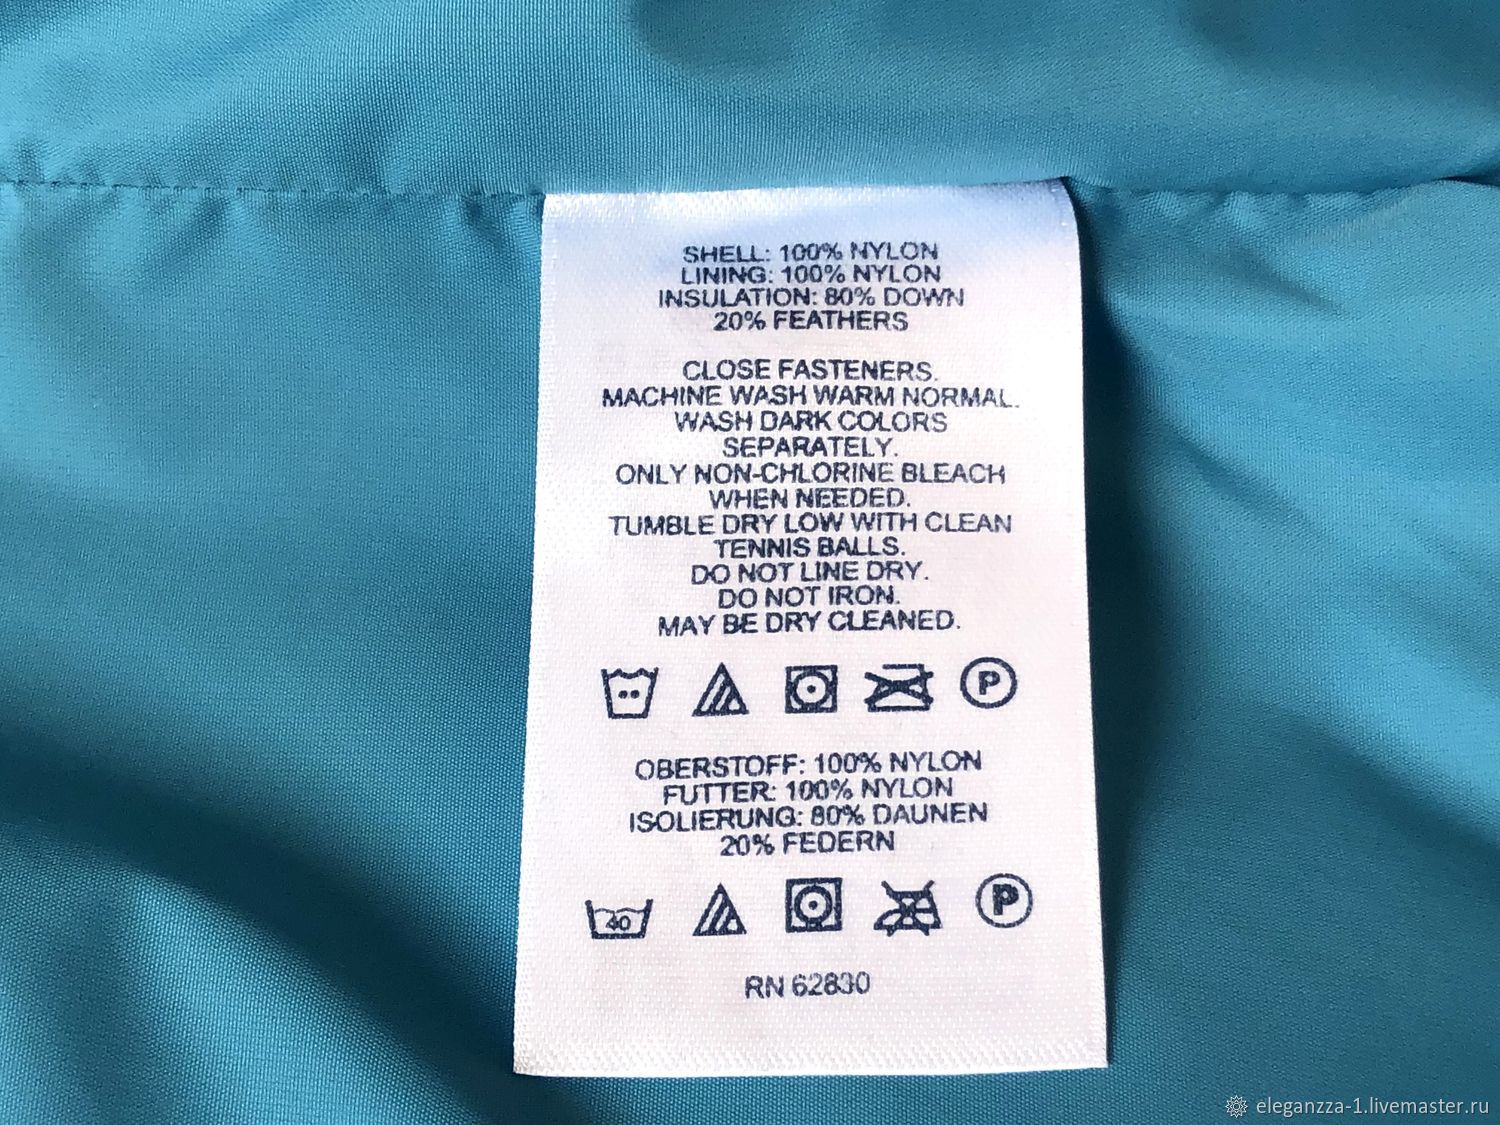 SHELL: 100% NYLON
LINING: 100% NYLON
INSULATION: 80% DOWN
20% FEATHERS
CLOSE FASTENERS.
MACHINE WASH WARM NORMAL.
WASH DARK COLORS
SEPARATELY.
ONLY NON-CHLORINE BLEACH
WHEN NEEDED.
TUMBLE DRY LOW WITH CLEAN
TENNIS BALLS.
DO NOT LINE DRY.
DO NOT IRON.
MAY BE DRY CLEANED.
P
OBERSTOFF: 100% NYLON
FUTTER: 100% NYLON
ISOLIERUNG: 80% DAUNEN
20% FEDERN
40 P
RN 62830
eleganzza-1.livemaster.ru